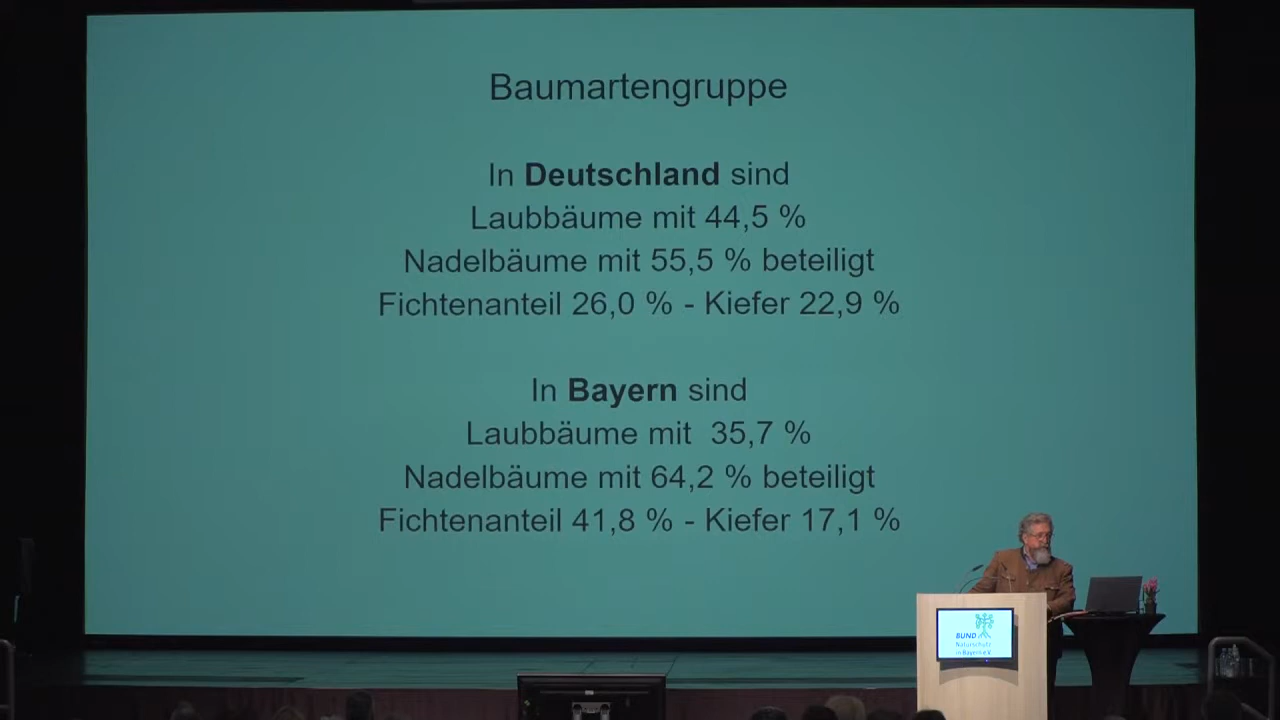 Baumartengruppe
In Deutschland sind
Laubbäume mit 44,5 %
Nadelbäume mit 55,5 % beteiligt
Fichtenanteil 26,0 % - Kiefer 22,9 %
In Bayern sind
Laubbäume mit 35,7 %
Nadelbäume mit 64,2 % beteiligt
Fichtenanteil 41,8 % - Kiefer 17,1 %
BUND
Naturschutz
in Bayern e.V.